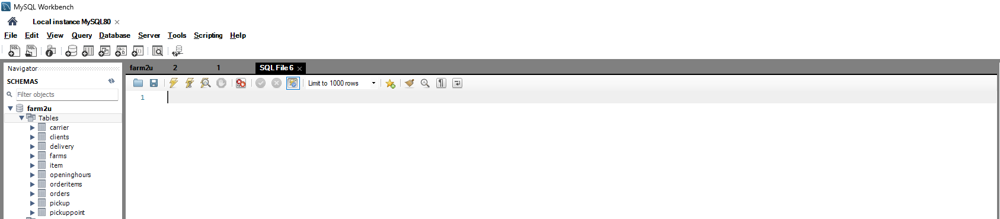 MySQL Workbench
Local instance MySQL80
File Edit View Query Database Server Tools Scripting Help
Navigator
farm2u 2 1 SQL File 6
SCHEMAS
Limit to 1000 rows
Filter objects
1
farm2u
Tables
carrier
clients
delivery
farms
item
openinghours
orderitems
orders
pickup
pickuppoint